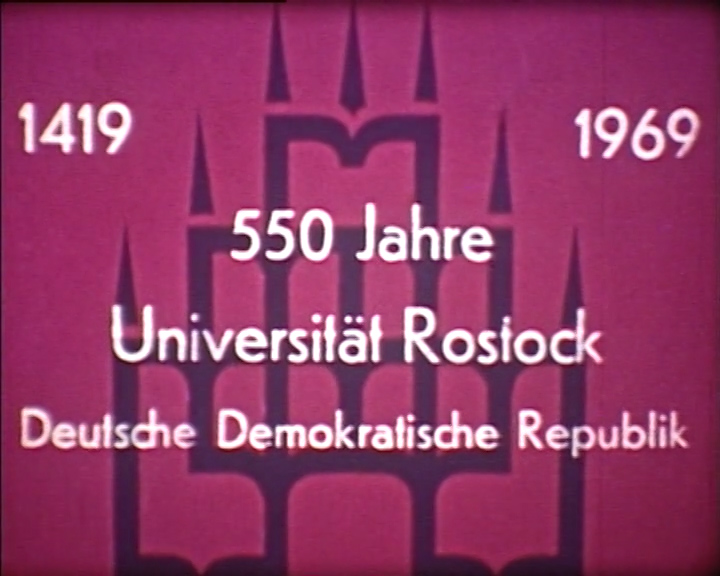 1419 1969
550 Jahre
Universität Rostock
Deutsche Demokratische Republik